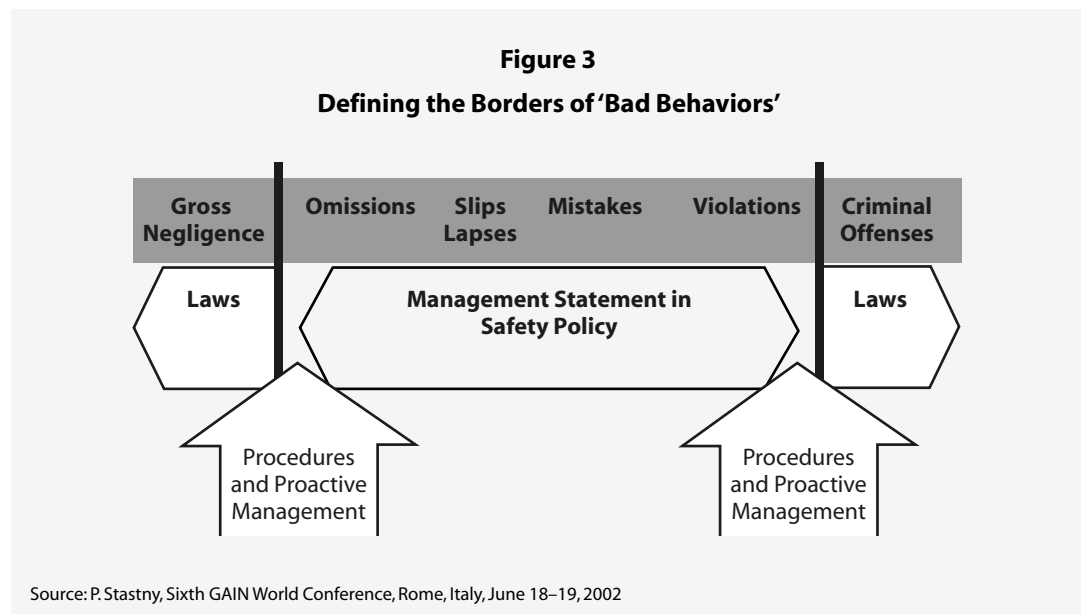 Figure 3
Defining the Borders of ‘Bad Behaviors’
Gross Omissions Slips Mistakes Violations Criminal
Negligence Lapses Offenses
Laws Management Statement in Laws
Safety Policy
Procedures Procedures
and Proactive and Proactive
Management Management
Source: P. Stastny, Sixth GAIN World Conference, Rome, Italy, June 18–19, 2002